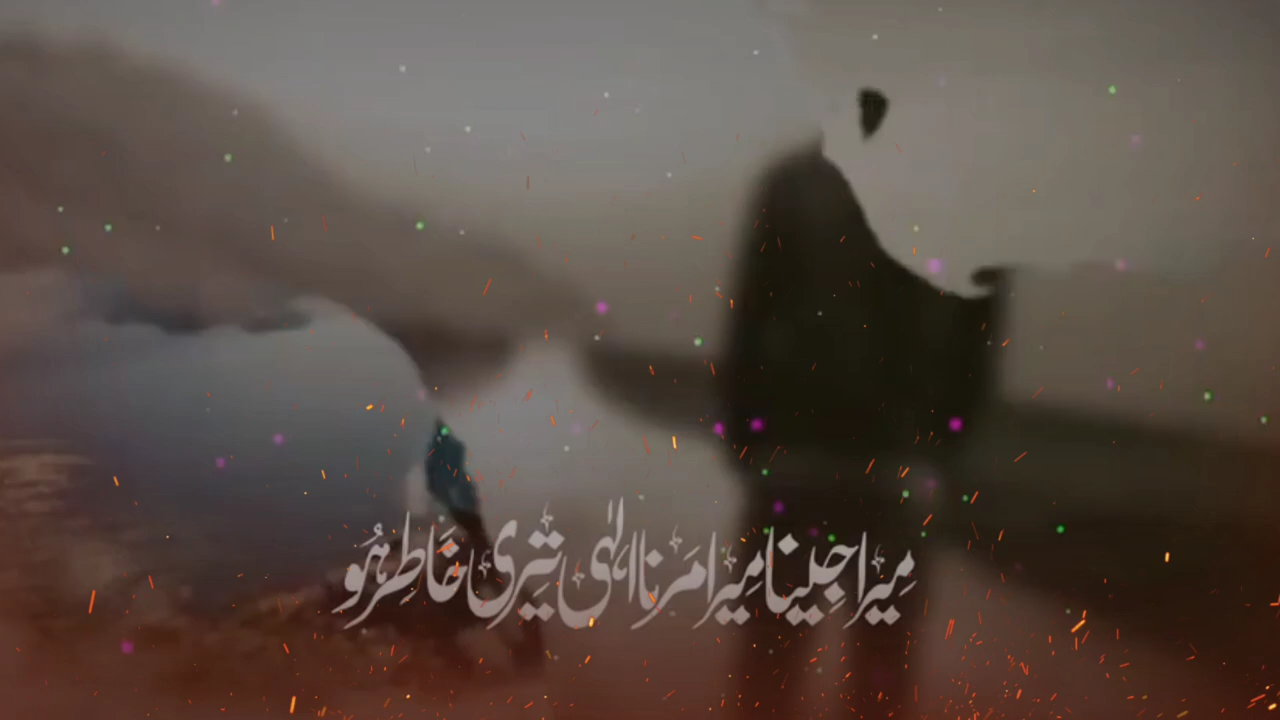 میرا جینا میرا مرنا الٰہی تیری خاطر ہو